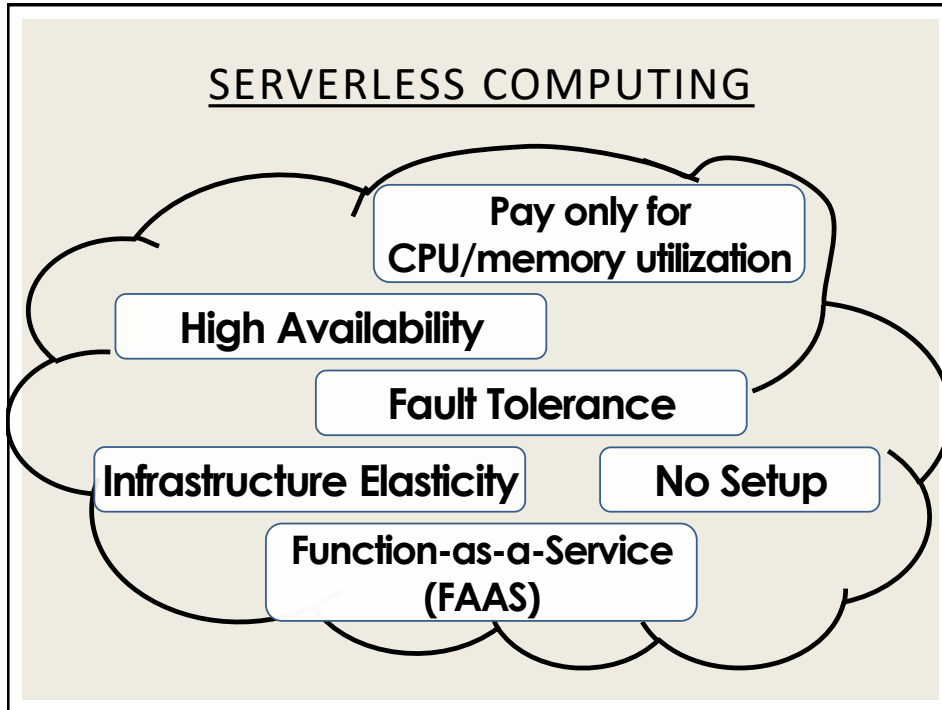 SERVERLESS COMPUTING
Pay only for
CPU/memory utilization
High Availability
Fault Tolerance
Infrastructure Elasticity
No Setup
Function-as-a-Service
(FAAS)